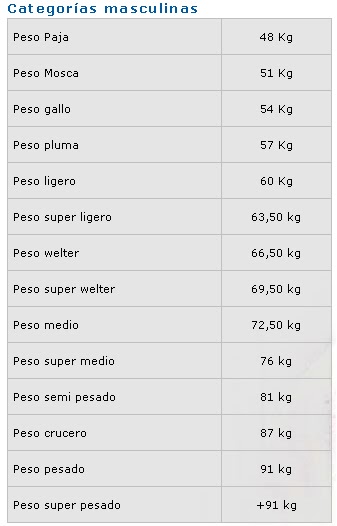 Categorías masculinas
Peso Paja 48 Kg
Peso Mosca 51 Kg
Peso gallo 54 Kg
Peso pluma 57 Kg
Peso ligero 60 Kg
Peso super ligero 63,50 kg
Peso welter 66,50 kg
Peso super welter 69,50 kg
Peso medio 72,50 kg
Peso super medio 76 kg
Peso semi pesado 81 kg
Peso crucero 87 kg
Peso pesado 91 kg
Peso super pesado +91 kg